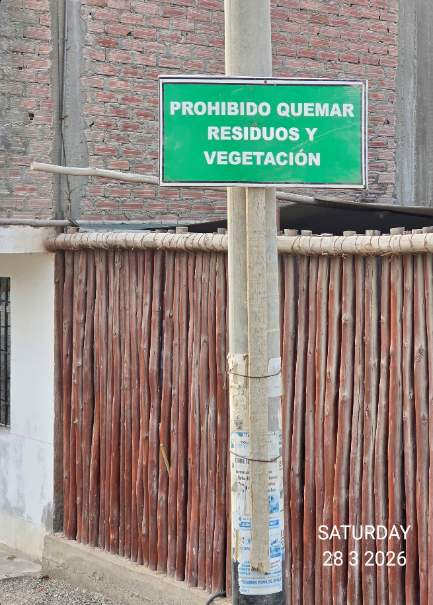 PROHIBIDO QUEMAR
RESIDUOS Y
VEGETACIÓN
SATURDAY
28 3 2026